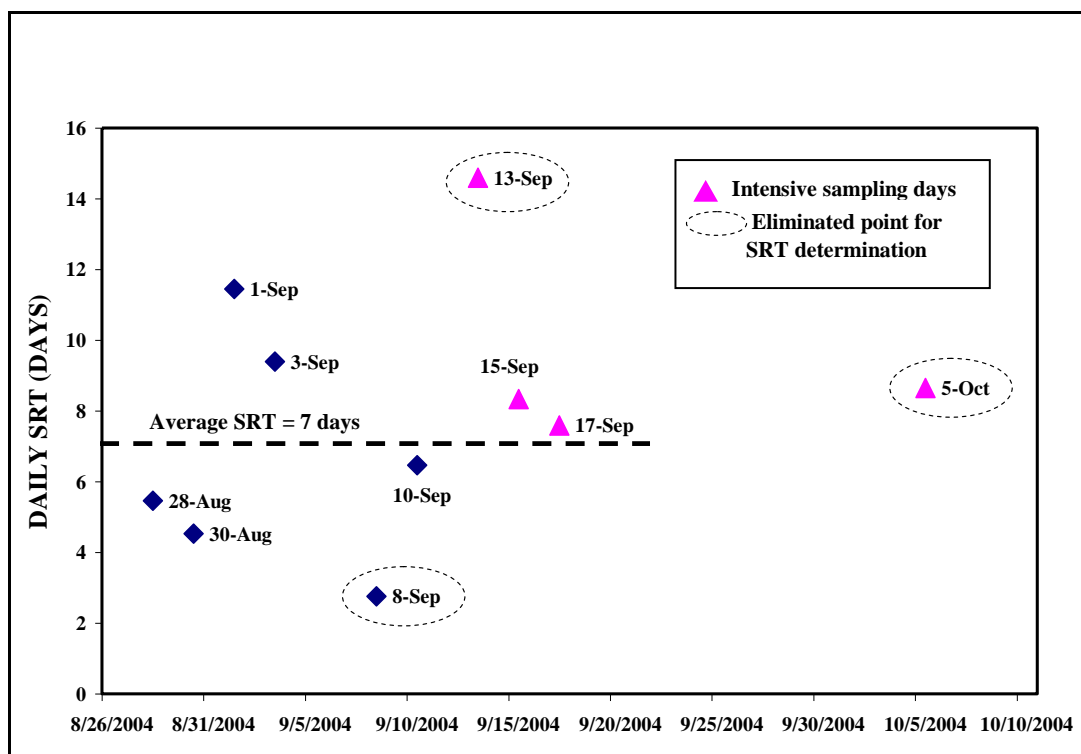 16
14
12
10
8
6
4
2
0
DAILY SRT (DAYS)
13-Sep
Intensive sampling days
Eliminated point for
SRT determination
1-Sep
3-Sep
15-Sep
5-Oct
Average SRT = 7 days
17-Sep
10-Sep
28-Aug
30-Aug
8-Sep
8/26/2004 8/31/2004 9/5/2004 9/10/2004 9/15/2004 9/20/2004 9/25/2004 9/30/2004 10/5/2004 10/10/2004